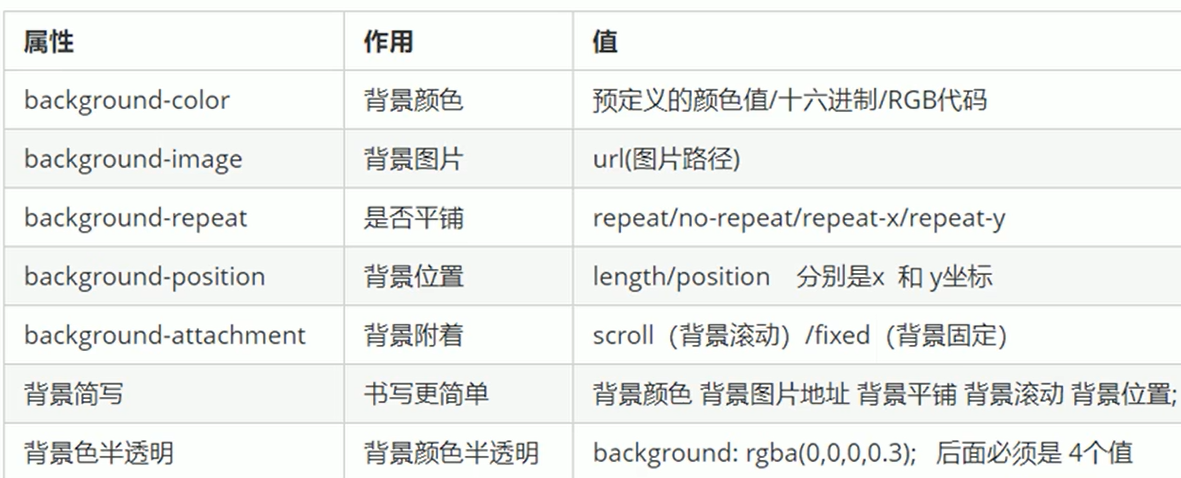 属性 作用 值
background-color 背景颜色 预定义的颜色值/十六进制/RGB代码
background-image 背景图片 url(图片路径)
background-repeat 是否平铺 repeat/no-repeat/repeat-x/repeat-y
background-position 背景位置 length/position 分别是x 和 y坐标
background-attachment 背景附着 scroll（背景滚动）/fixed（背景固定）
背景简写 书写更简单 背景颜色 背景图片地址 背景平铺 背景滚动 背景位置;
背景色半透明 背景颜色半透明 background: rgba(0,0,0,0.3); 后面必须是 4个值